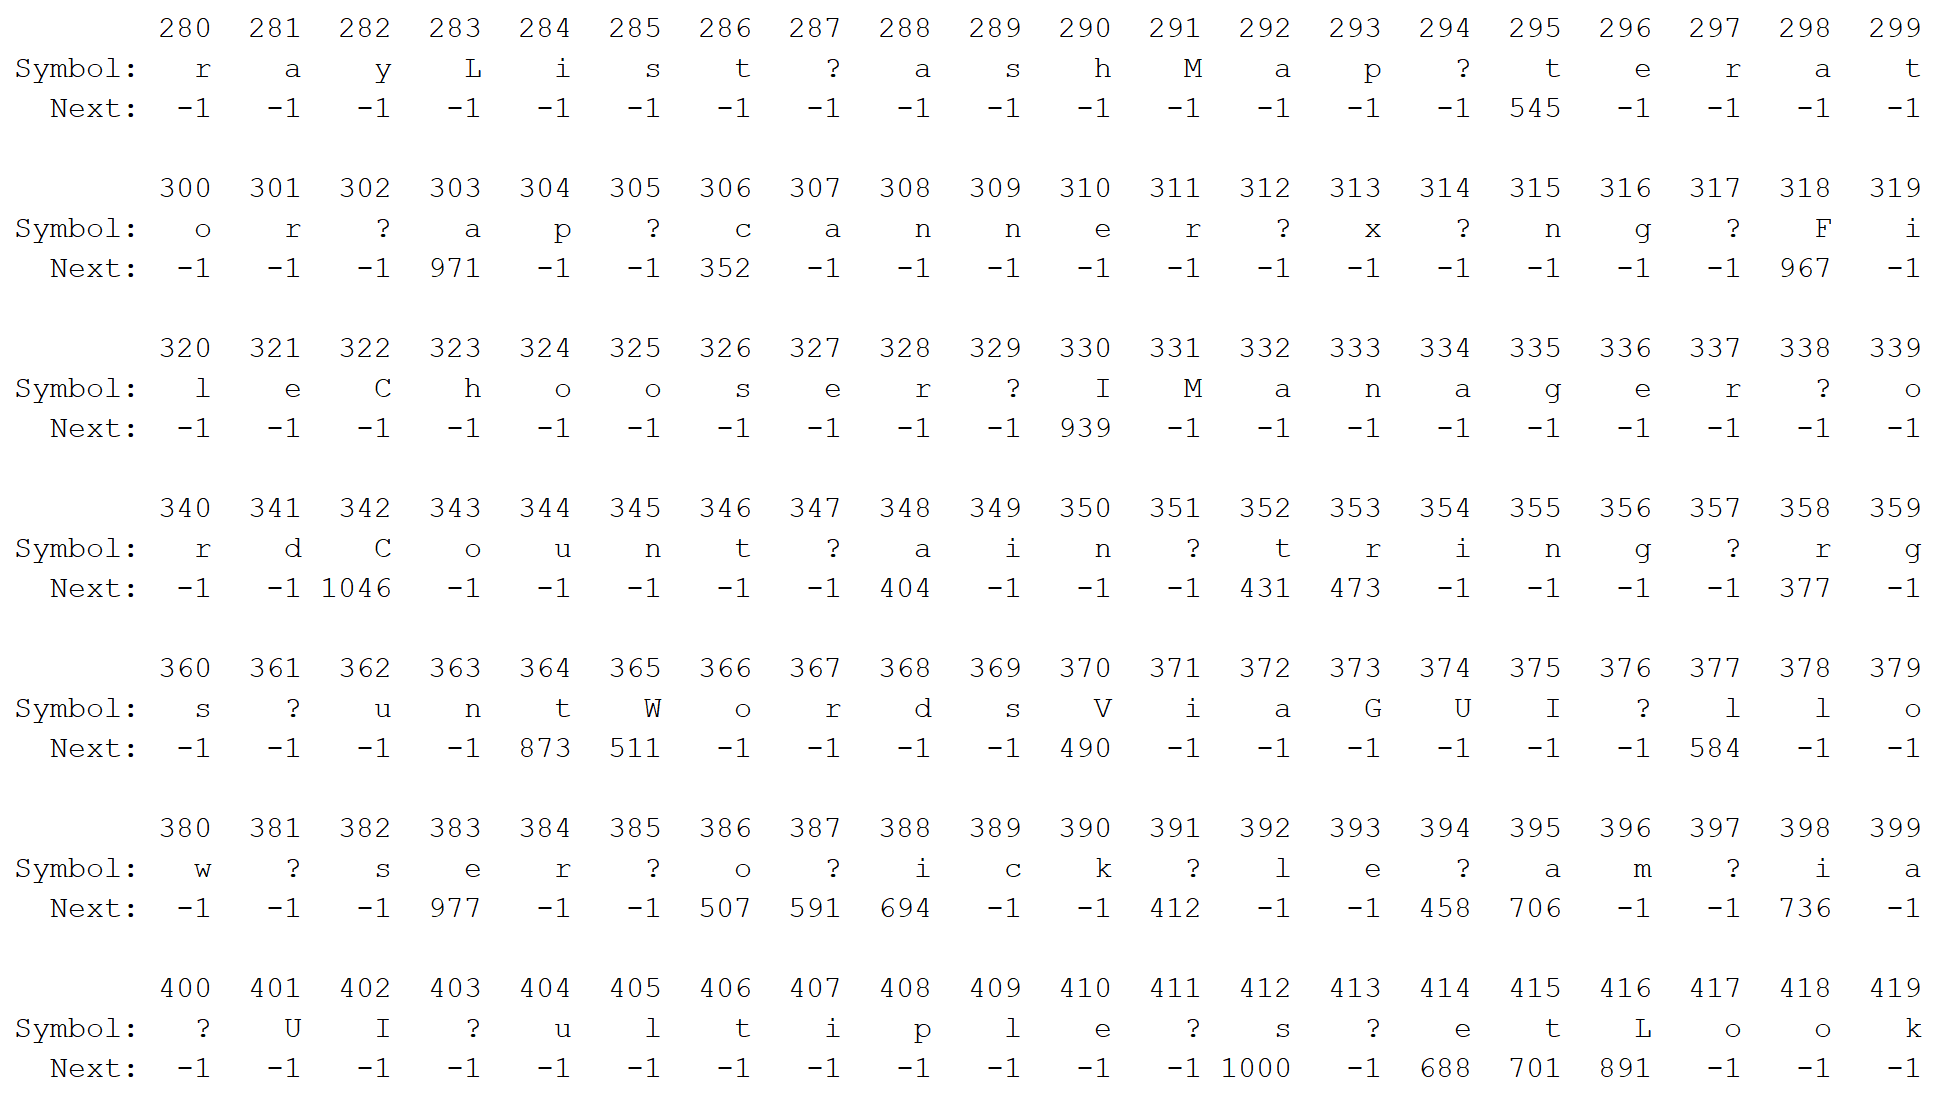 280 281 282 283 284 285 286 287 288 289 290 291 292 293 294 295 296 297 298 299
Symbol: r a y L i s t ? a s h M a p ? t e r a t
Next: -1 -1 -1 -1 -1 -1 -1 -1 -1 -1 -1 -1 -1 -1 -1 545 -1 -1 -1 -1
300 301 302 303 304 305 306 307 308 309 310 311 312 313 314 315 316 317 318 319
Symbol: o r ? a p ? c a n n e r ? x ? n g ? F i
Next: -1 -1 -1 971 -1 -1 352 -1 -1 -1 -1 -1 -1 -1 -1 -1 -1 -1 967 -1
320 321 322 323 324 325 326 327 328 329 330 331 332 333 334 335 336 337 338 339
Symbol: l e C h o o s e r ? I M a n a g e r ? o
Next: -1 -1 -1 -1 -1 -1 -1 -1 -1 -1 939 -1 -1 -1 -1 -1 -1 -1 -1 -1
340 341 342 343 344 345 346 347 348 349 350 351 352 353 354 355 356 357 358 359
Symbol: r d C o u n t ? a i n ? t r i n g ? r g
Next: -1 -1 1046 -1 -1 -1 -1 -1 404 -1 -1 -1 431 473 -1 -1 -1 -1 377 -1
360 361 362 363 364 365 366 367 368 369 370 371 372 373 374 375 376 377 378 379
Symbol: s ? u n t W o r d s V i a G U I ? l l o
Next: -1 -1 -1 -1 873 511 -1 -1 -1 -1 490 -1 -1 -1 -1 -1 -1 584 -1 -1
380 381 382 383 384 385 386 387 388 389 390 391 392 393 394 395 396 397 398 399
Symbol: w ? s e r ? o ? i c k ? l e ? a m ? i a
Next: -1 -1 -1 977 -1 -1 507 591 694 -1 -1 412 -1 -1 458 706 -1 -1 736 -1
400 401 402 403 404 405 406 407 408 409 410 411 412 413 414 415 416 417 418 419
Symbol: ? U I ? u l t i p l e ? s ? e t L o o k
Next: -1 -1 -1 -1 -1 -1 -1 -1 -1 -1 -1 -1 1000 -1 688 701 891 -1 -1 -1